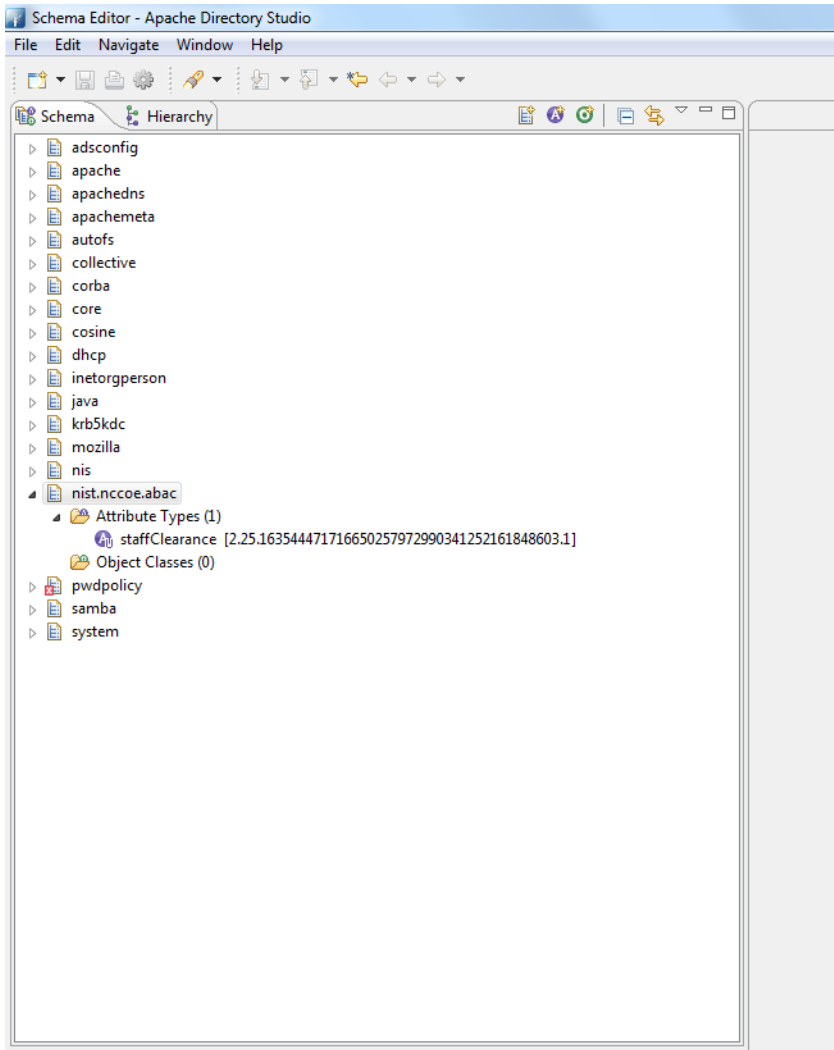 Schema Editor - Apache Directory Studio
File Edit Navigate Window Help
Schema Hierarchy
adsconfig
apache
apachedns
apachemeta
autofs
collective
corba
core
cosine
dhcp
inetorgperson
java
krb5kdc
mozilla
nis
nist.nccoe.abac
Attribute Types (1)
staffClearance [2.25.163544471716650257972990341252161848603.1]
Object Classes (0)
pwdpolicy
samba
system